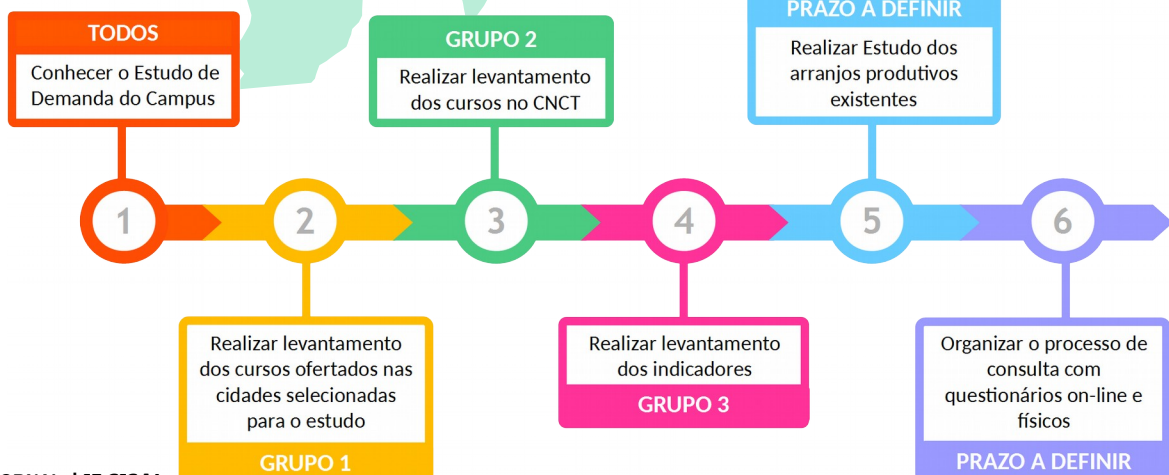 TODOS
Conhecer o Estudo de
Demanda do Campus
GRUPO 2
Realizar levantamento
dos cursos no CNCT
PRAZO A DEFINIR
Realizar Estudo dos
arranjos produtivos
existentes
1
2
3
4
5
6
Realizar levantamento
dos cursos ofertados nas
cidades selecionadas
para o estudo
GRUPO 1
Realizar levantamento
dos indicadores
GRUPO 3
Organizar o processo de
consulta com
questionários on-line e
físicos
PRAZO A DEFINIR